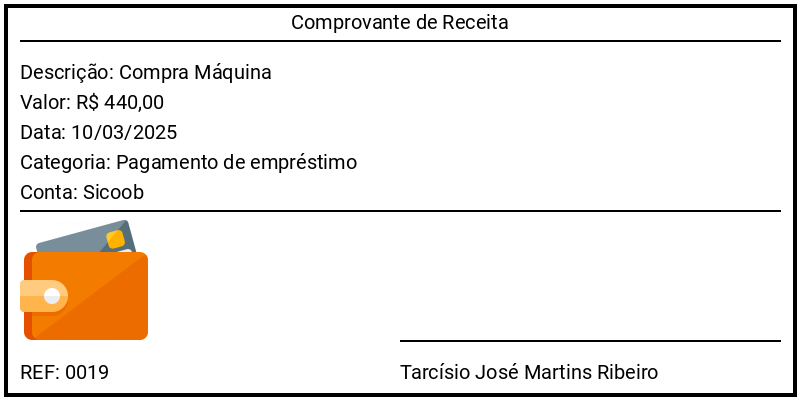 Comprovante de Receita
Descrição: Compra Máquina
Valor: R$ 440,00
Data: 10/03/2025
Categoria: Pagamento de empréstimo
Conta: Sicoob
REF: 0019
Tarcísio José Martins Ribeiro